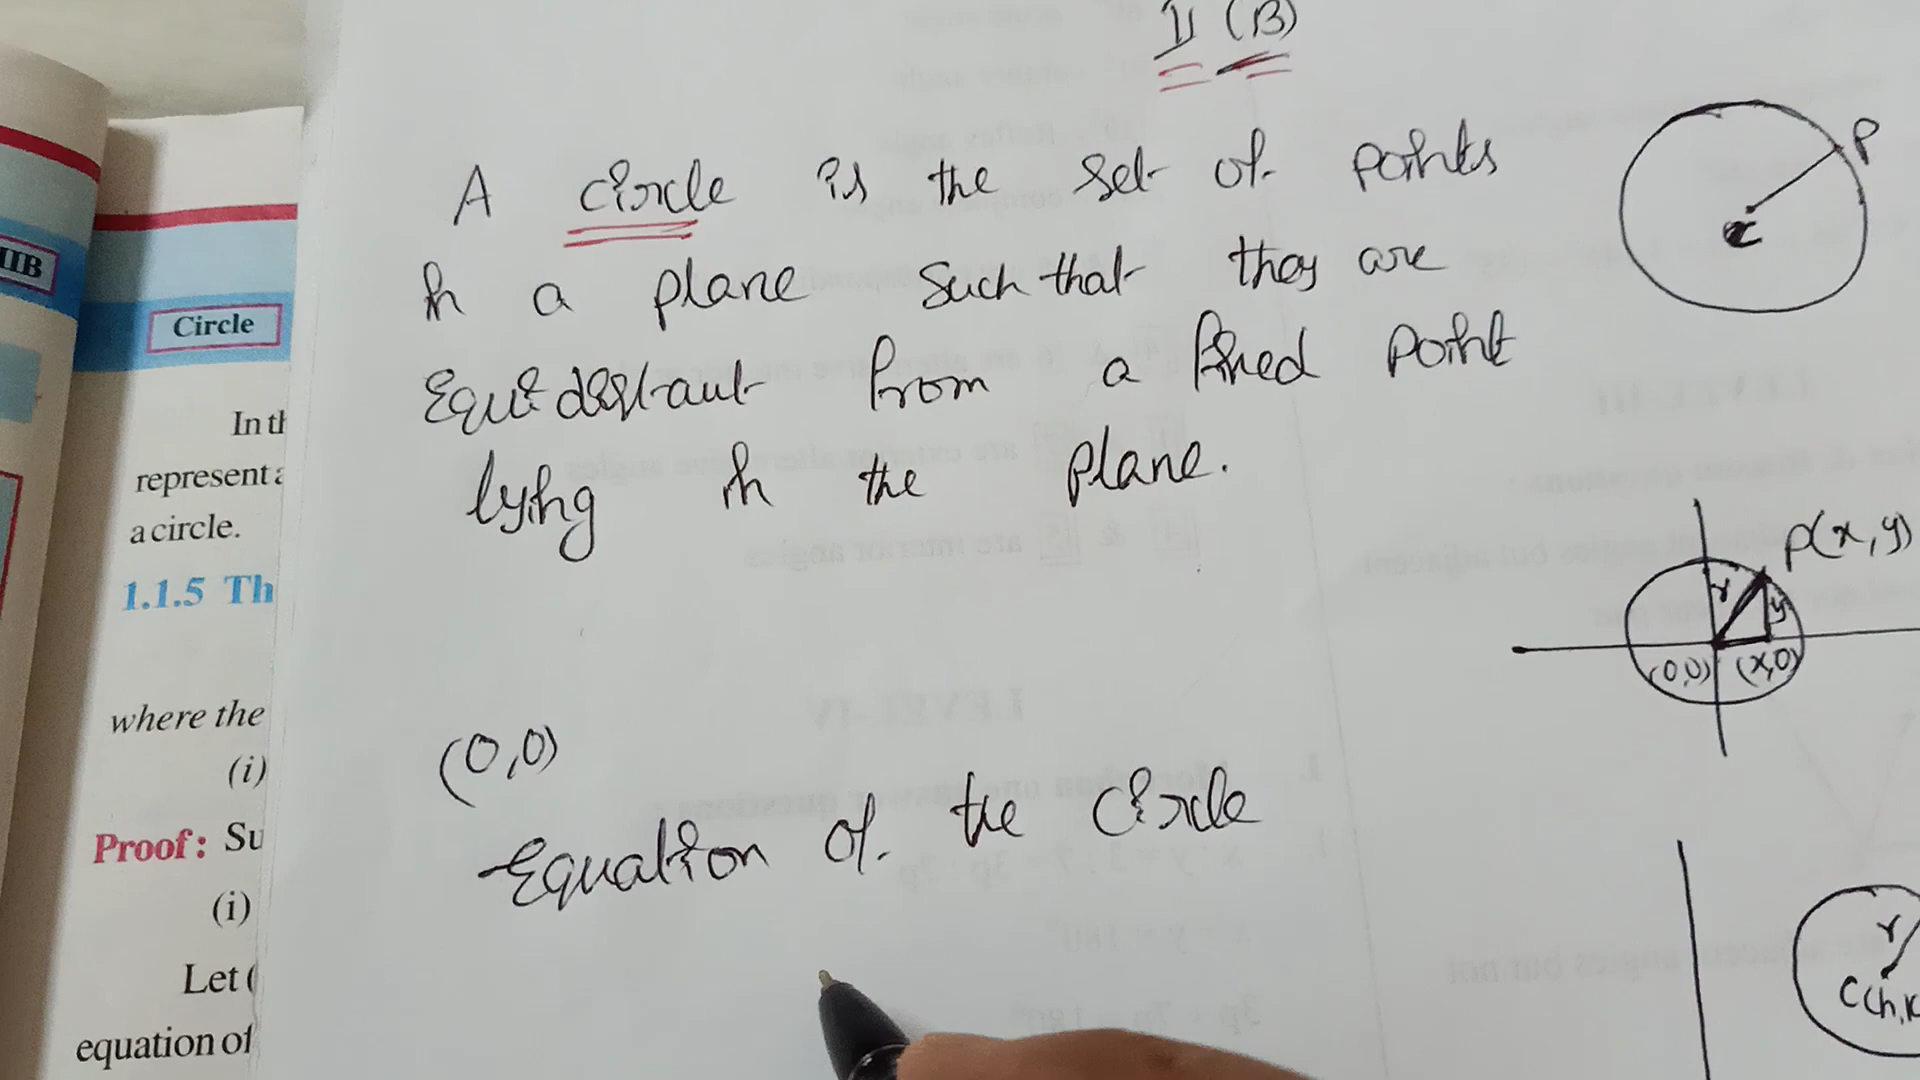 II (B)
A circle is the set of points
in a plane such that they are
Equidistant from a fixed point
lying in the plane.
(0,0)
Equation of the circle
P
c
P(x,y)
r
y
(0,0)
(x,0)
r
C(h,k
IIB
Circle
In th
represent a
a circle.
1.1.5 Th
where the
(i)
Proof: Su
(i)
Let (
equation of